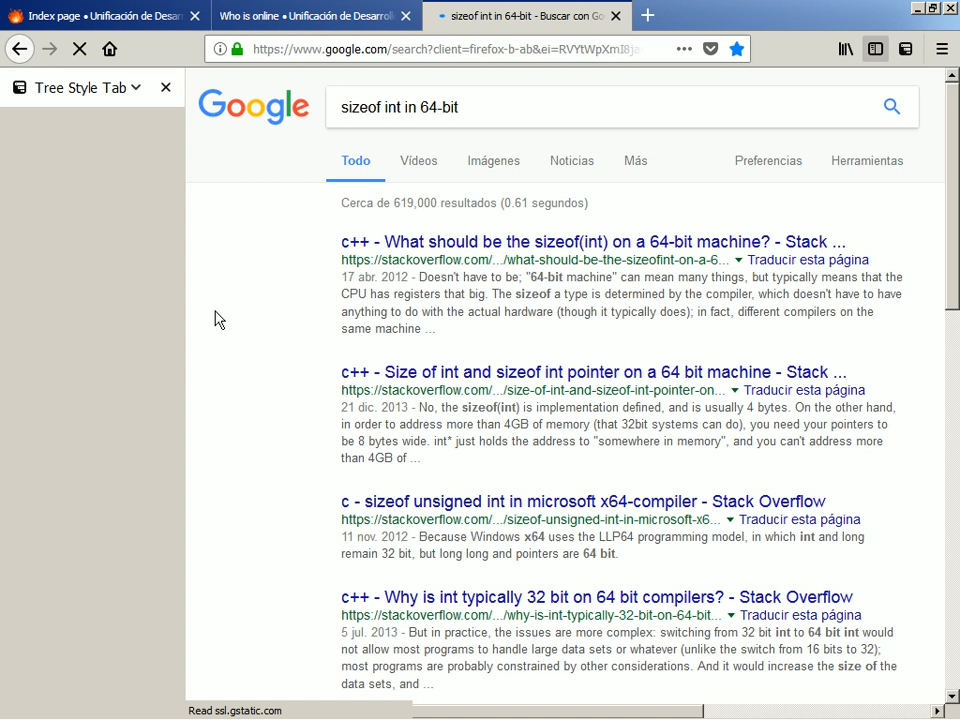 Index page • Unificación de Desar
Who is online • Unificación de Desarrol
sizeof int in 64-bit - Buscar con Go
https://www.google.com/search?client=firefox-b-ab&ei=RVYtWpXmI8ja
Tree Style Tab
Google
sizeof int in 64-bit
Todo Vídeos Imágenes Noticias Más Preferencias Herramientas
Cerca de 619,000 resultados (0.61 segundos)
c++ - What should be the sizeof(int) on a 64-bit machine? - Stack ...
https://stackoverflow.com/.../what-should-be-the-sizeofint-on-a-6... Traducir esta página
17 abr. 2012 - Doesn't have to be; "64-bit machine" can mean many things, but typically means that the
CPU has registers that big. The sizeof a type is determined by the compiler, which doesn't have to have
anything to do with the actual hardware (though it typically does); in fact, different compilers on the
same machine ...
c++ - Size of int and sizeof int pointer on a 64 bit machine - Stack ...
https://stackoverflow.com/.../size-of-int-and-sizeof-int-pointer-on... Traducir esta página
21 dic. 2013 - No, the sizeof(int) is implementation defined, and is usually 4 bytes. On the other hand,
in order to address more than 4GB of memory (that 32bit systems can do), you need your pointers to
be 8 bytes wide. int* just holds the address to "somewhere in memory", and you can't address more
than 4GB of ...
c - sizeof unsigned int in microsoft x64-compiler - Stack Overflow
https://stackoverflow.com/.../sizeof-unsigned-int-in-microsoft-x6... Traducir esta página
11 nov. 2012 - Because Windows x64 uses the LLP64 programming model, in which int and long
remain 32 bit, but long long and pointers are 64 bit.
c++ - Why is int typically 32 bit on 64 bit compilers? - Stack Overflow
https://stackoverflow.com/.../why-is-int-typically-32-bit-on-64-bit... Traducir esta página
5 jul. 2013 - But in practice, the issues are more complex: switching from 32 bit int to 64 bit int would
not allow most programs to handle large data sets or whatever (unlike the switch from 16 bits to 32);
most programs are probably constrained by other considerations. And it would increase the size of the
data sets, and ...
Read ssl.gstatic.com